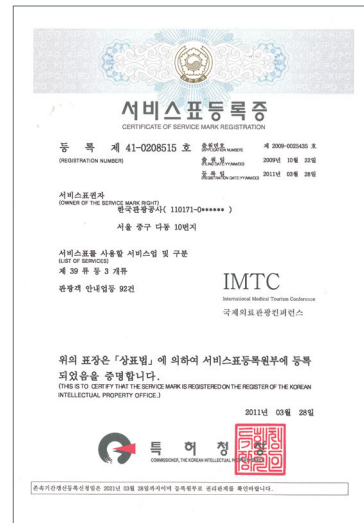 서비스표등록증
CERTIFICATE OF SERVICE MARK REGISTRATION
등 록 제 41-0208515 호
(REGISTRATION NUMBER)
출원번호 제 2009-0025435 호
(APPLICATION NUMBER)
출원일 2009년 10월 22일
(FILING DATE:YY/MM/DD)
등록일 2011년 03월 28일
(REGISTRATION DATE:YY/MM/DD)
서비스표권자
(OWNER OF THE SERVICE MARK RIGHT)
한국관광공사( 110171-0****** )
서울 중구 다동 10번지
서비스표를 사용할 서비스업 및 구분
(LIST OF SERVICES)
제 39 류 등 3 개류
관광객 안내업등 92건
IMTC
International Medical Tourism Conference
국제의료관광컨퍼런스
위의 표장은「상표법」에 의하여 서비스표등록원부에 등록
되었음을 증명합니다.
(THIS IS TO CERTIFY THAT THE SERVICE MARK IS REGISTERED ON THE REGISTER OF THE KOREAN
INTELLECTUAL PROPERTY OFFICE.)
2011년 03월 28일
특 허 청
COMMISSIONER, THE KOREAN INTELLECTUAL
존속기간갱신등록신청일은 2021년 03월 28일까지이며 등록원부로 권리관계를 확인바랍니다.